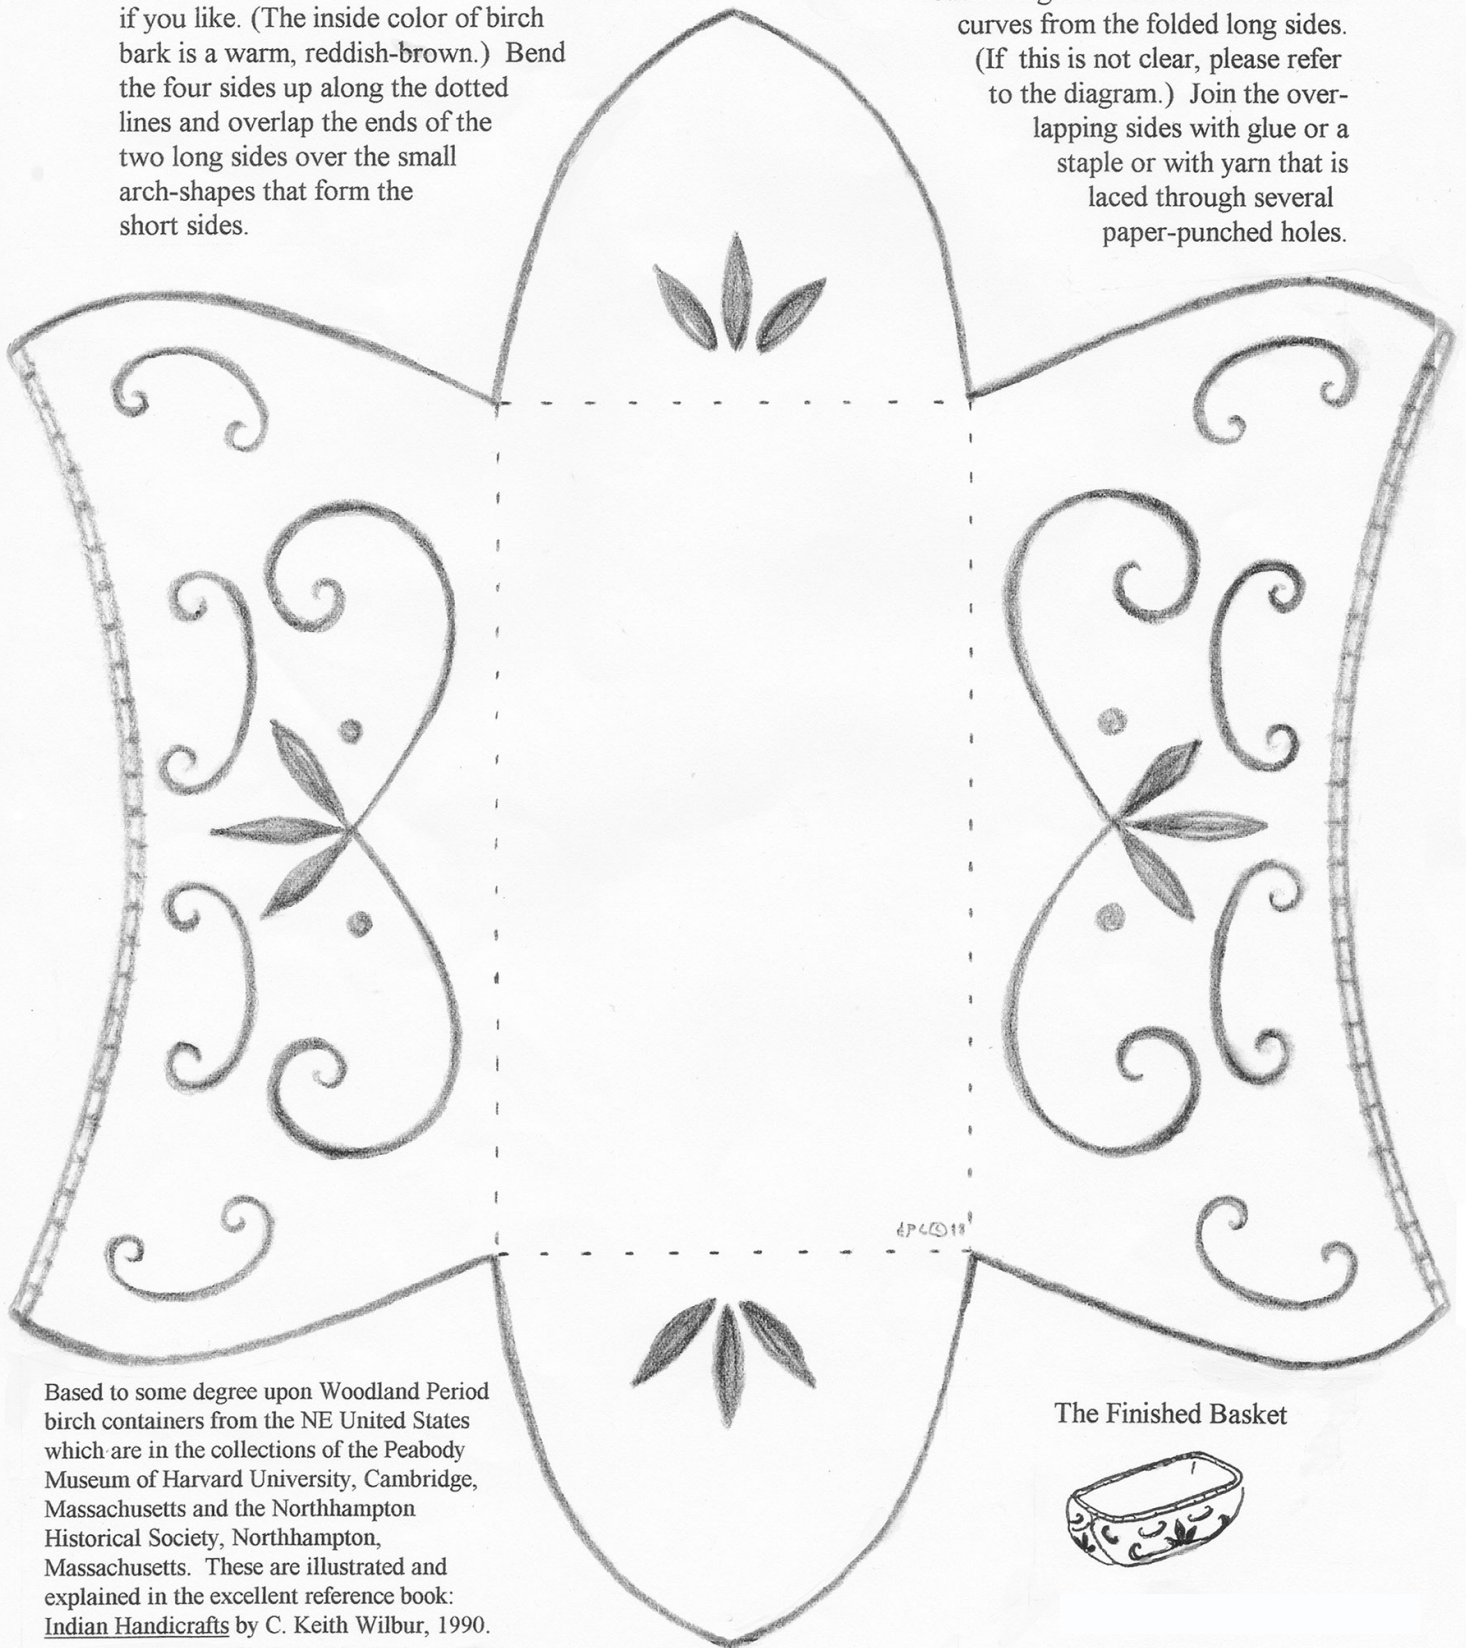 if you like. (The inside color of birch
bark is a warm, reddish-brown.) Bend
the four sides up along the dotted
lines and overlap the ends of the
two long sides over the small
arch-shapes that form the
short sides.
curves from the folded long sides.
(If this is not clear, please refer
to the diagram.) Join the over-
lapping sides with glue or a
staple or with yarn that is
laced through several
paper-punched holes.
Based to some degree upon Woodland Period
birch containers from the NE United States
which are in the collections of the Peabody
Museum of Harvard University, Cambridge,
Massachusetts and the Northhampton
Historical Society, Northhampton,
Massachusetts. These are illustrated and
explained in the excellent reference book:
Indian Handicrafts by C. Keith Wilbur, 1990.
The Finished Basket